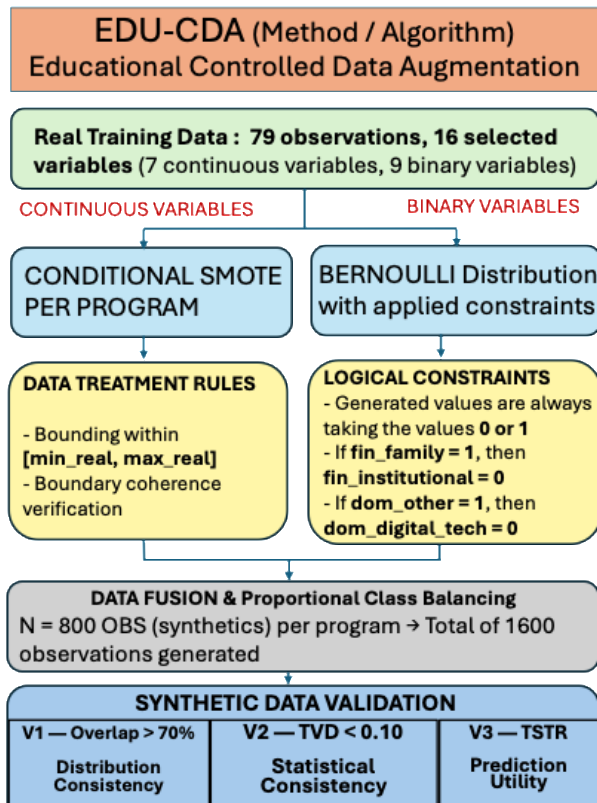 EDU-CDA (Method / Algorithm)
Educational Controlled Data Augmentation
Real Training Data : 79 observations, 16 selected
variables (7 continuous variables, 9 binary variables)
CONTINUOUS VARIABLES
BINARY VARIABLES
CONDITIONAL SMOTE
PER PROGRAM
BERNOULLI Distribution
with applied constraints
DATA TREATMENT RULES
- Bounding within
[min_real, max_real]
- Boundary coherence
verification
LOGICAL CONSTRAINTS
- Generated values are always
taking the values 0 or 1
- If fin_family = 1, then
fin_institutional = 0
- If dom_other = 1, then
dom_digital_tech = 0
DATA FUSION & Proportional Class Balancing
N = 800 OBS (synthetics) per program → Total of 1600
observations generated
SYNTHETIC DATA VALIDATION
V1 — Overlap > 70%
Distribution
Consistency
V2 — TVD < 0.10
Statistical
Consistency
V3 — TSTR
Prediction
Utility